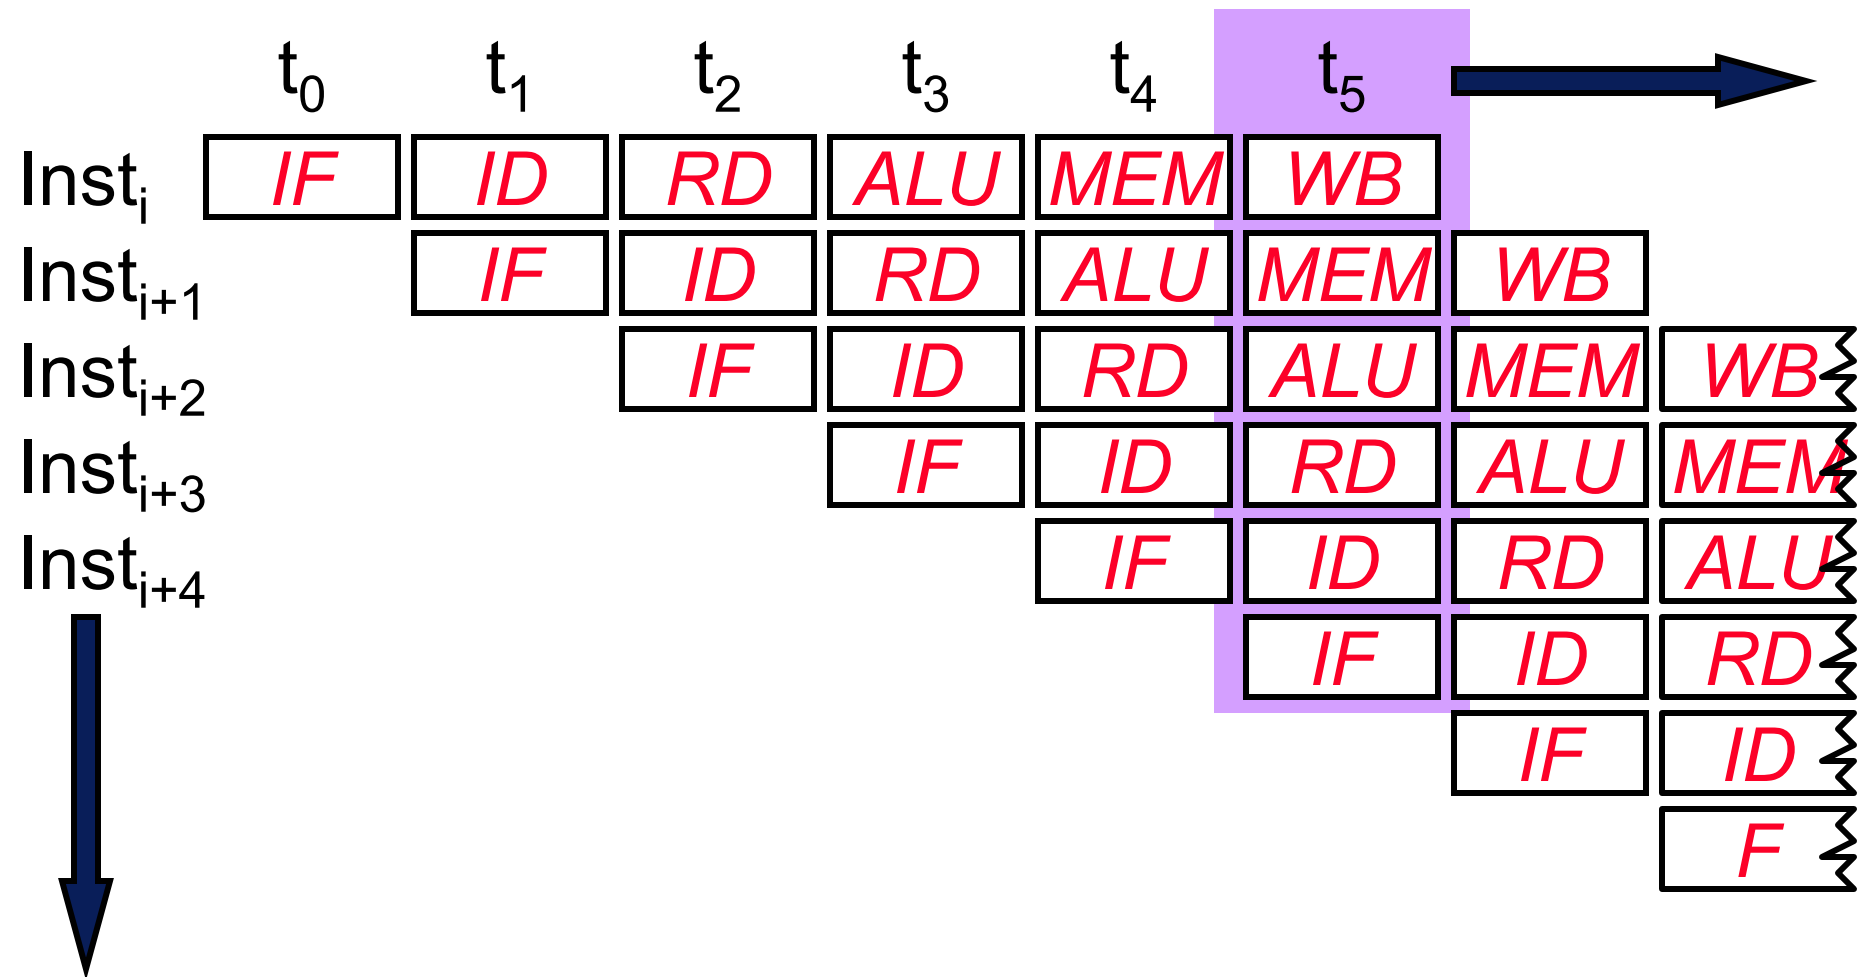 t0 t1 t2 t3 t4 t5
Insti IF ID RD ALU MEM WB
Insti+1 IF ID RD ALU MEM WB
Insti+2 IF ID RD ALU MEM WB
Insti+3 IF ID RD ALU MEM
Insti+4 IF ID RD ALU
IF ID RD
IF ID
F